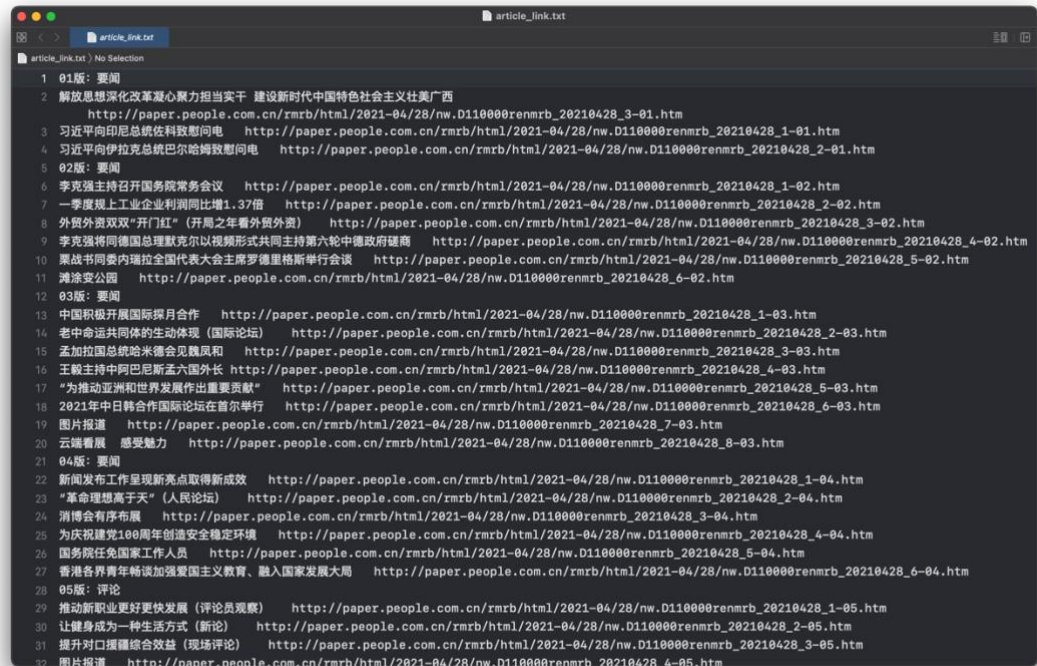 article_link.txt
article_link.txt
article_link.txt 〉 No Selection
1 01版：要闻
2 解放思想深化改革凝心聚力担当实干 建设新时代中国特色社会主义壮美广西
http://paper.people.com.cn/rmrb/html/2021-04/28/nw.D110000renmrb_20210428_3-01.htm
3 习近平向印尼总统佐科致慰问电 http://paper.people.com.cn/rmrb/html/2021-04/28/nw.D110000renmrb_20210428_1-01.htm
4 习近平向伊拉克总统巴尔哈姆致慰问电 http://paper.people.com.cn/rmrb/html/2021-04/28/nw.D110000renmrb_20210428_2-01.htm
5 02版：要闻
6 李克强主持召开国务院常务会议 http://paper.people.com.cn/rmrb/html/2021-04/28/nw.D110000renmrb_20210428_1-02.htm
7 一季度规上工业企业利润同比增1.37倍 http://paper.people.com.cn/rmrb/html/2021-04/28/nw.D110000renmrb_20210428_2-02.htm
8 外贸外资双双“开门红”（开局之年看外贸外资） http://paper.people.com.cn/rmrb/html/2021-04/28/nw.D110000renmrb_20210428_3-02.htm
9 李克强将同德国总理默克尔以视频形式共同主持第六轮中德政府磋商 http://paper.people.com.cn/rmrb/html/2021-04/28/nw.D110000renmrb_20210428_4-02.htm
10 栗战书同委内瑞拉全国代表大会主席罗德里格斯举行会谈 http://paper.people.com.cn/rmrb/html/2021-04/28/nw.D110000renmrb_20210428_5-02.htm
11 滩涂变公园 http://paper.people.com.cn/rmrb/html/2021-04/28/nw.D110000renmrb_20210428_6-02.htm
12 03版：要闻
13 中国积极开展国际探月合作 http://paper.people.com.cn/rmrb/html/2021-04/28/nw.D110000renmrb_20210428_1-03.htm
14 老中命运共同体的生动体现（国际论坛） http://paper.people.com.cn/rmrb/html/2021-04/28/nw.D110000renmrb_20210428_2-03.htm
15 孟加拉国总统哈米德会见魏凤和 http://paper.people.com.cn/rmrb/html/2021-04/28/nw.D110000renmrb_20210428_3-03.htm
16 王毅主持中阿巴尼斯孟六国外长 http://paper.people.com.cn/rmrb/html/2021-04/28/nw.D110000renmrb_20210428_4-03.htm
17 “为推动亚洲和世界发展作出重要贡献” http://paper.people.com.cn/rmrb/html/2021-04/28/nw.D110000renmrb_20210428_5-03.htm
18 2021年中日韩合作国际论坛在首尔举行 http://paper.people.com.cn/rmrb/html/2021-04/28/nw.D110000renmrb_20210428_6-03.htm
19 图片报道 http://paper.people.com.cn/rmrb/html/2021-04/28/nw.D110000renmrb_20210428_7-03.htm
20 云端看展 感受魅力 http://paper.people.com.cn/rmrb/html/2021-04/28/nw.D110000renmrb_20210428_8-03.htm
21 04版：要闻
22 新闻发布工作呈现新亮点取得新成效 http://paper.people.com.cn/rmrb/html/2021-04/28/nw.D110000renmrb_20210428_1-04.htm
23 “革命理想高于天”（人民论坛） http://paper.people.com.cn/rmrb/html/2021-04/28/nw.D110000renmrb_20210428_2-04.htm
24 消博会有序布展 http://paper.people.com.cn/rmrb/html/2021-04/28/nw.D110000renmrb_20210428_3-04.htm
25 为庆祝建党100周年创造安全稳定环境 http://paper.people.com.cn/rmrb/html/2021-04/28/nw.D110000renmrb_20210428_4-04.htm
26 国务院任免国家工作人员 http://paper.people.com.cn/rmrb/html/2021-04/28/nw.D110000renmrb_20210428_5-04.htm
27 香港各界青年畅谈加强爱国主义教育、融入国家发展大局 http://paper.people.com.cn/rmrb/html/2021-04/28/nw.D110000renmrb_20210428_6-04.htm
28 05版：评论
29 推动新职业更好更快发展（评论员观察） http://paper.people.com.cn/rmrb/html/2021-04/28/nw.D110000renmrb_20210428_1-05.htm
30 让健身成为一种生活方式（新论） http://paper.people.com.cn/rmrb/html/2021-04/28/nw.D110000renmrb_20210428_2-05.htm
31 提升对口援疆综合效益（现场评论） http://paper.people.com.cn/rmrb/html/2021-04/28/nw.D110000renmrb_20210428_3-05.htm
32 图片报道 http://paper.people.com.cn/rmrb/html/2021-04/28/nw.D110000renmrb_20210428_4-05.htm